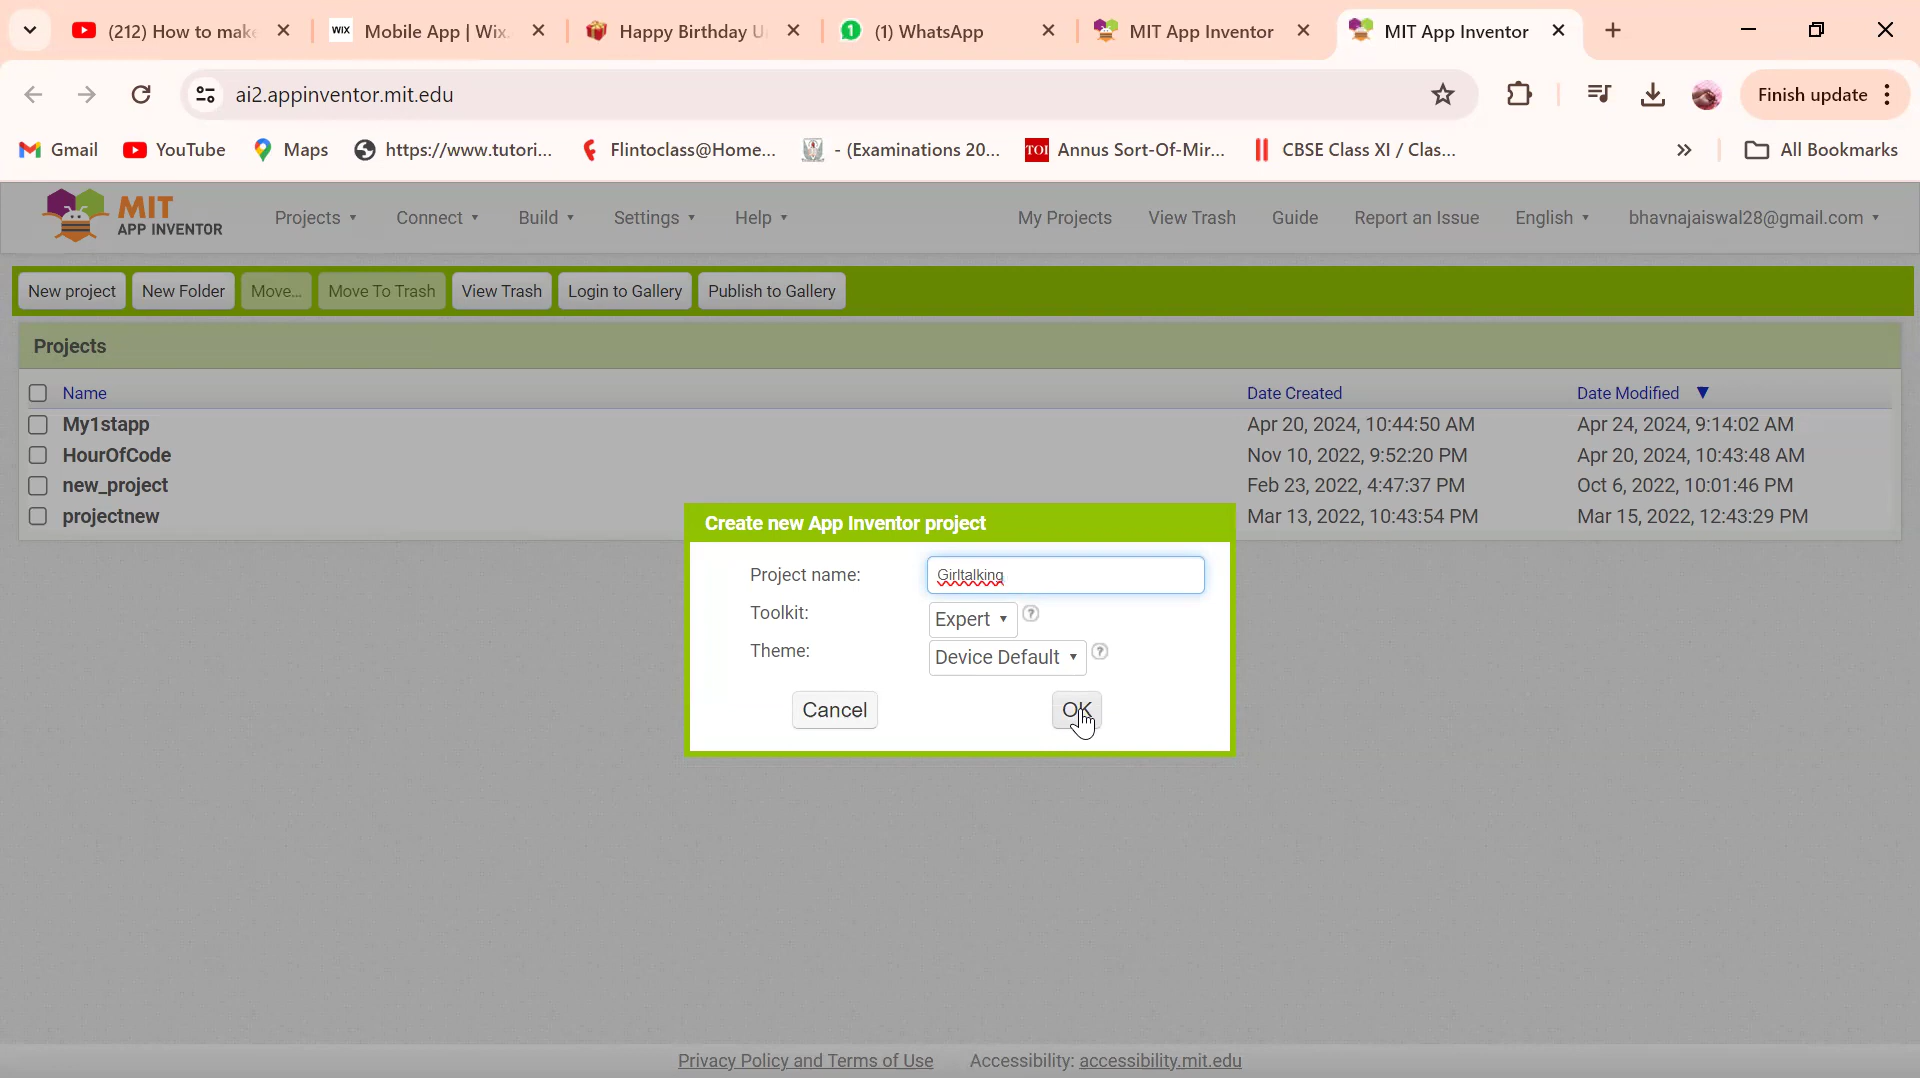 (212) How to make
WIX Mobile App | Wix.
Happy Birthday U
1 (1) WhatsApp
MIT App Inventor
MIT App Inventor
ai2.appinventor.mit.edu
Finish update
Gmail
YouTube
Maps
https://www.tutori...
Flintoclass@Home...
- (Examinations 20...
TOI Annus Sort-Of-Mir...
CBSE Class XI / Clas...
»
All Bookmarks
MIT
APP INVENTOR
Projects
Connect
Build
Settings
Help
My Projects
View Trash
Guide
Report an Issue
English
bhavnajaiswal28@gmail.com
New project
New Folder
Move...
Move To Trash
View Trash
Login to Gallery
Publish to Gallery
Projects
Name Date Created Date Modified
My1stapp Apr 20, 2024, 10:44:50 AM Apr 24, 2024, 9:14:02 AM
HourOfCode Nov 10, 2022, 9:52:20 PM Apr 20, 2024, 10:43:48 AM
new_project Feb 23, 2022, 4:47:37 PM Oct 6, 2022, 10:01:46 PM
projectnew Mar 13, 2022, 10:43:54 PM Mar 15, 2022, 12:43:29 PM
Create new App Inventor project
Project name: Girltalking
Toolkit: Expert ?
Theme: Device Default ?
Cancel OK
Privacy Policy and Terms of Use Accessibility: accessibility.mit.edu